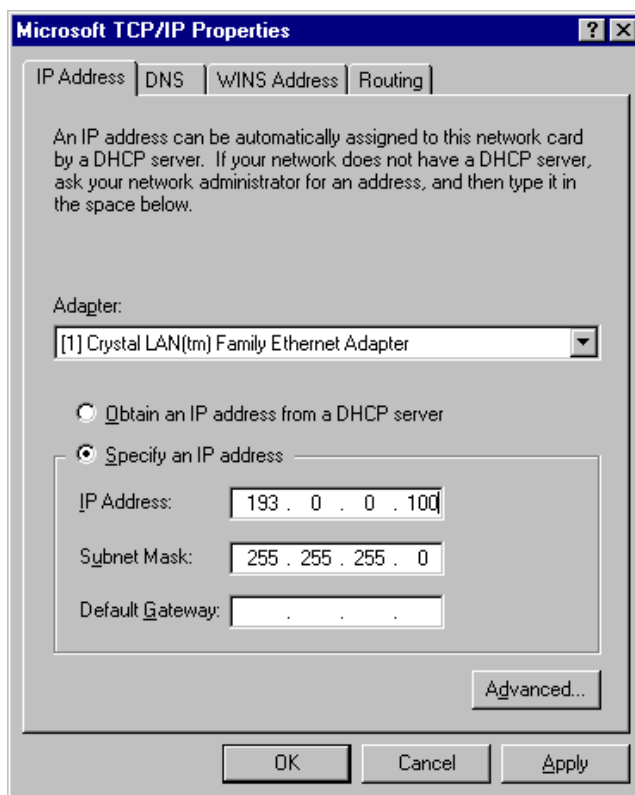 Microsoft TCP/IP Properties
IP Address DNS WINS Address Routing
An IP address can be automatically assigned to this network card
by a DHCP server. If your network does not have a DHCP server,
ask your network administrator for an address, and then type it in
the space below.
Adapter:
[1] Crystal LAN(tm) Family Ethernet Adapter
Obtain an IP address from a DHCP server
Specify an IP address
IP Address: 193 . 0 . 0 . 100
Subnet Mask: 255 . 255 . 255 . 0
Default Gateway: . . .
Advanced...
OK Cancel Apply